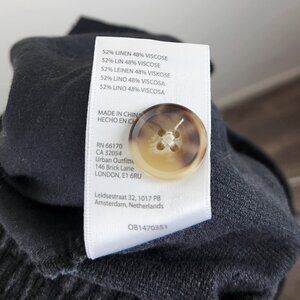 52% LINEN 48% VISCOSE
52% LIN 48% VISCOSE
52% LEINEN 48% VISKOSE
52% LINO 48% VISCOSA
52% LINO 48% VISCOSA
MADE IN CHINA
HECHO EN
RN 66170
CA 32054
Urban
146 Brick Lane
LONDON, E1 6RU
Leidsestraat 32, 1017 PB
Amsterdam, Netherlands
OB1470351